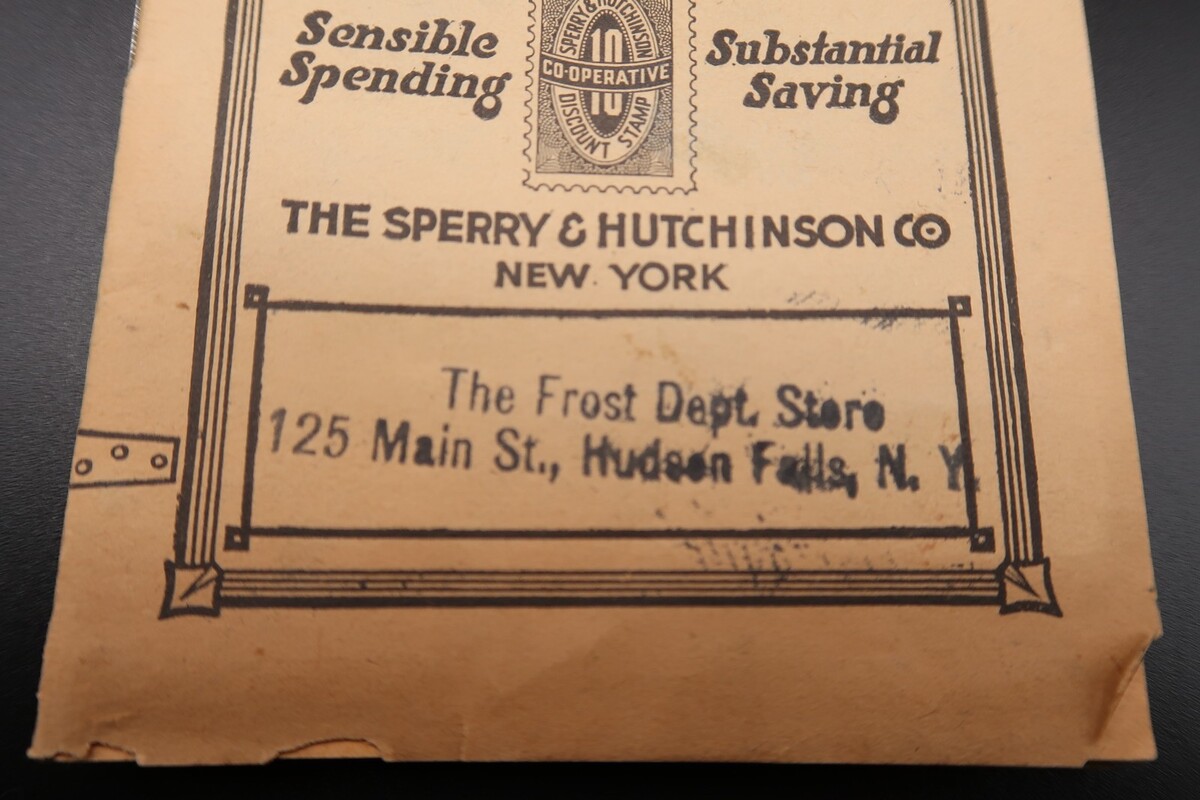 Sensible
Spending
SPERRY & HUTCHINSON
10
CO-OPERATIVE
10
DISCOUNT STAMP
Substantial
Saving
THE SPERRY & HUTCHINSON CO
NEW YORK
The Frost Dept. Store
125 Main St., Hudson Falls, N. Y.